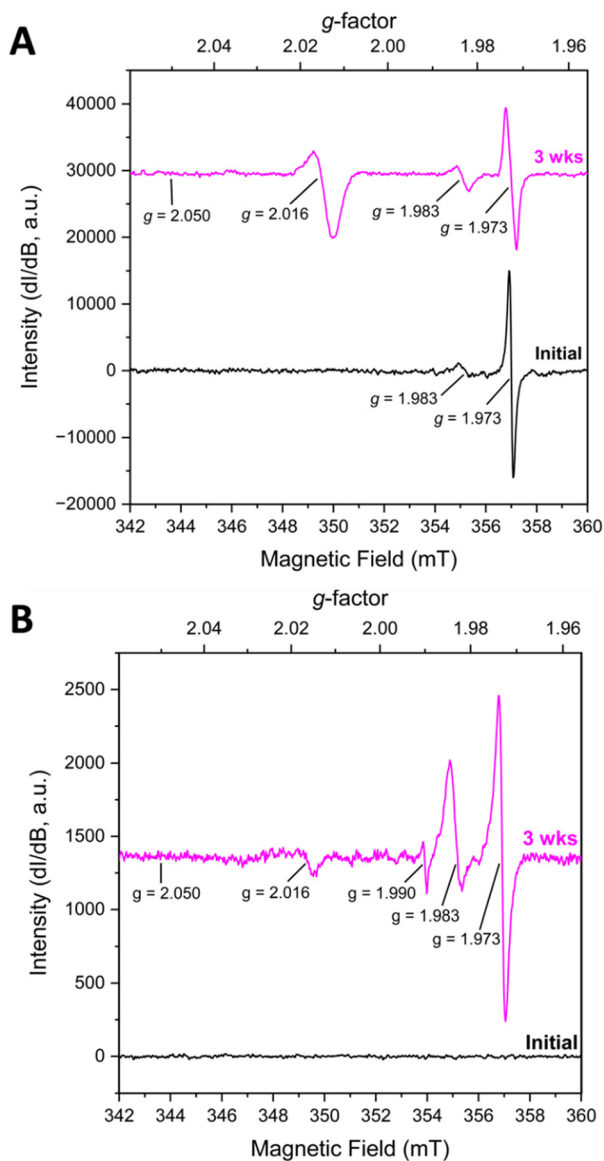 A
g-factor
2.04 2.02 2.00 1.98 1.96
40000
30000
20000
10000
0
−10000
−20000
Intensity (dI/dB, a.u.)
3 wks
g = 2.050
g = 2.016
g = 1.983
g = 1.973
Initial
g = 1.983
g = 1.973
342 344 346 348 350 352 354 356 358 360
Magnetic Field (mT)
B
g-factor
2.04 2.02 2.00 1.98 1.96
2500
2000
1500
1000
500
0
Intensity (dI/dB, a.u.)
3 wks
g = 2.050
g = 2.016
g = 1.990
g = 1.983
g = 1.973
Initial
342 344 346 348 350 352 354 356 358 360
Magnetic Field (mT)